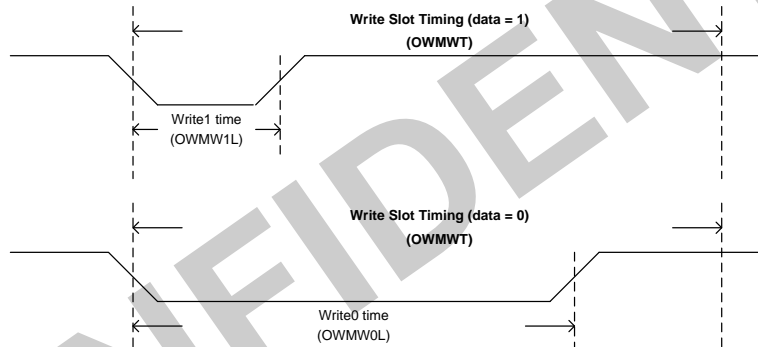 Write Slot Timing (data = 1)
(OWMWT)
Write1 time
(OWMW1L)
Write Slot Timing (data = 0)
(OWMWT)
Write0 time
(OWMW0L)